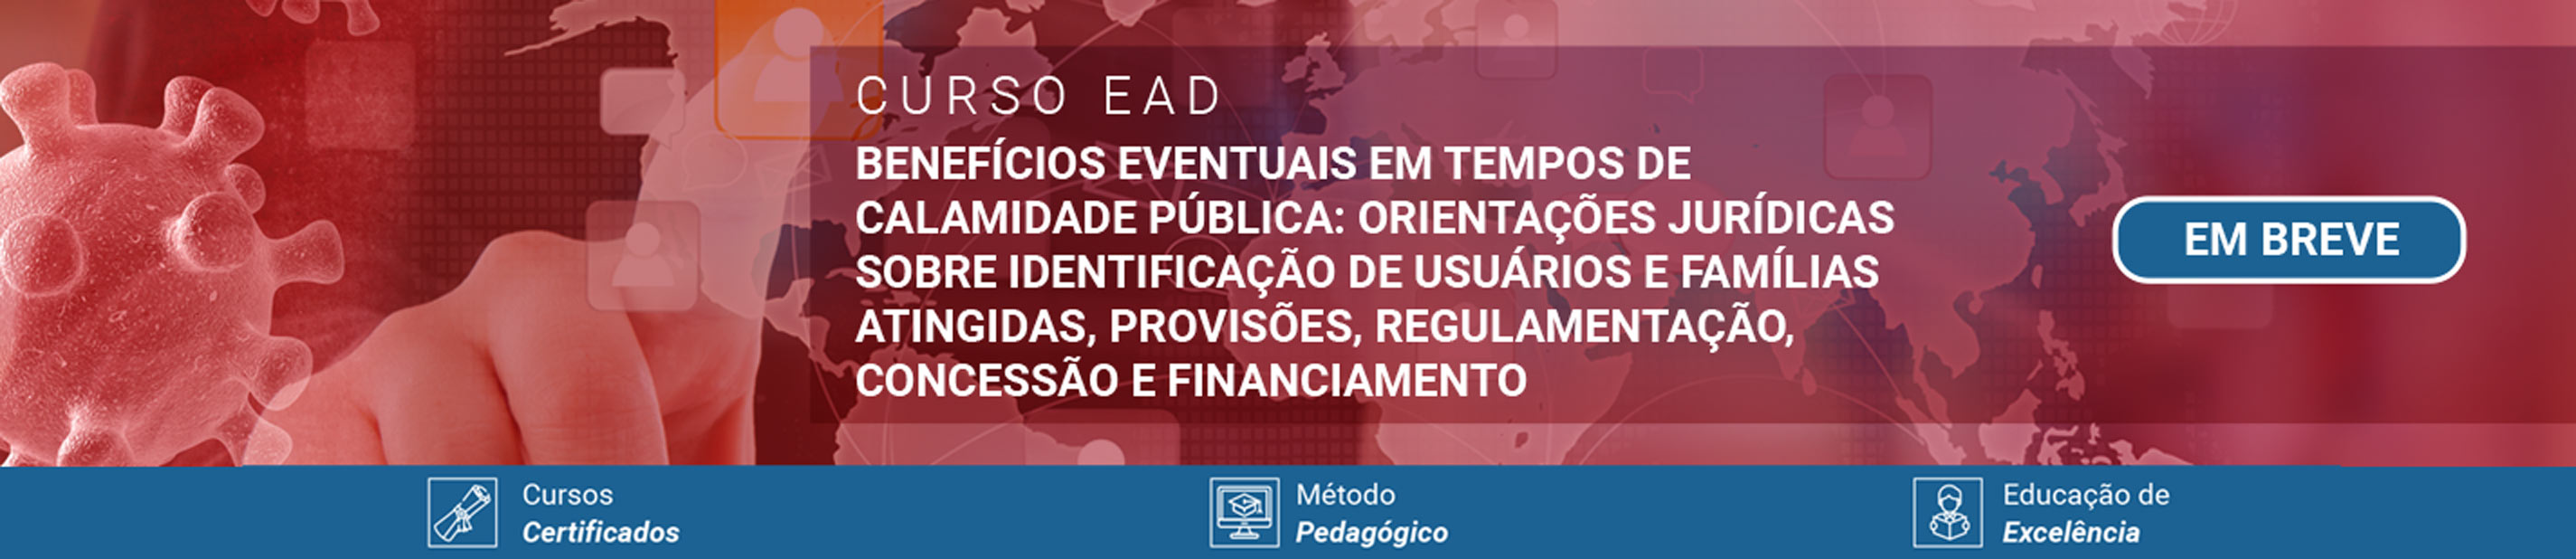 CURSO EAD
BENEFÍCIOS EVENTUAIS EM TEMPOS DE
CALAMIDADE PÚBLICA: ORIENTAÇÕES JURÍDICAS
SOBRE IDENTIFICAÇÃO DE USUÁRIOS E FAMÍLIAS
ATINGIDAS, PROVISÕES, REGULAMENTAÇÃO,
CONCESSÃO E FINANCIAMENTO
EM BREVE
Cursos
Certificados
Método
Pedagógico
Educação de
Excelência